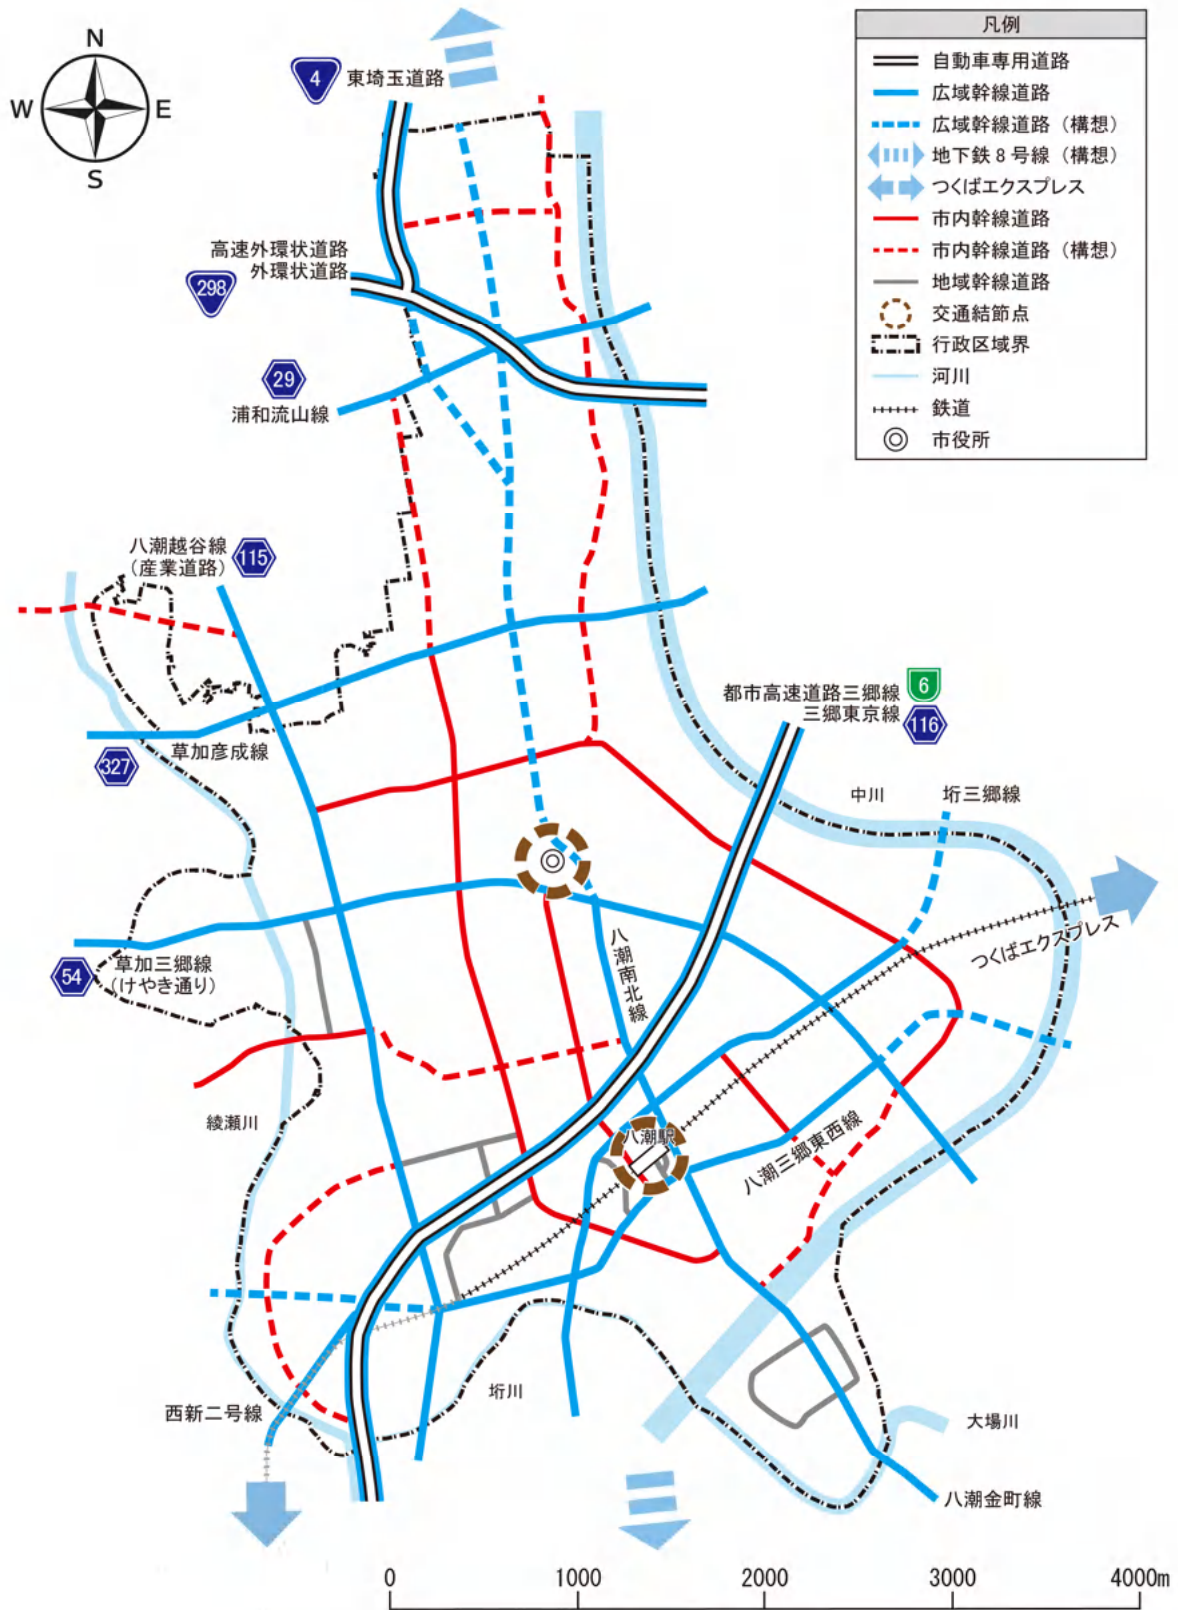 N
W
E
S
4
東埼玉道路
凡例
自動車専用道路
広域幹線道路
広域幹線道路（構想）
地下鉄８号線（構想）
つくばエクスプレス
市内幹線道路
市内幹線道路（構想）
地域幹線道路
交通結節点
行政区域界
河川
鉄道
市役所
高速外環状道路
外環状道路
298
29
浦和流山線
八潮越谷線
（産業道路）
115
都市高速道路三郷線
三郷東京線
6
116
草加彦成線
327
中川
垳三郷線
つくばエクスプレス
草加三郷線
（けやき通り）
54
八潮南北線
綾瀬川
八潮駅
八潮三郷東西線
西新二号線
垳川
大場川
八潮金町線
0
1000
2000
3000
4000m